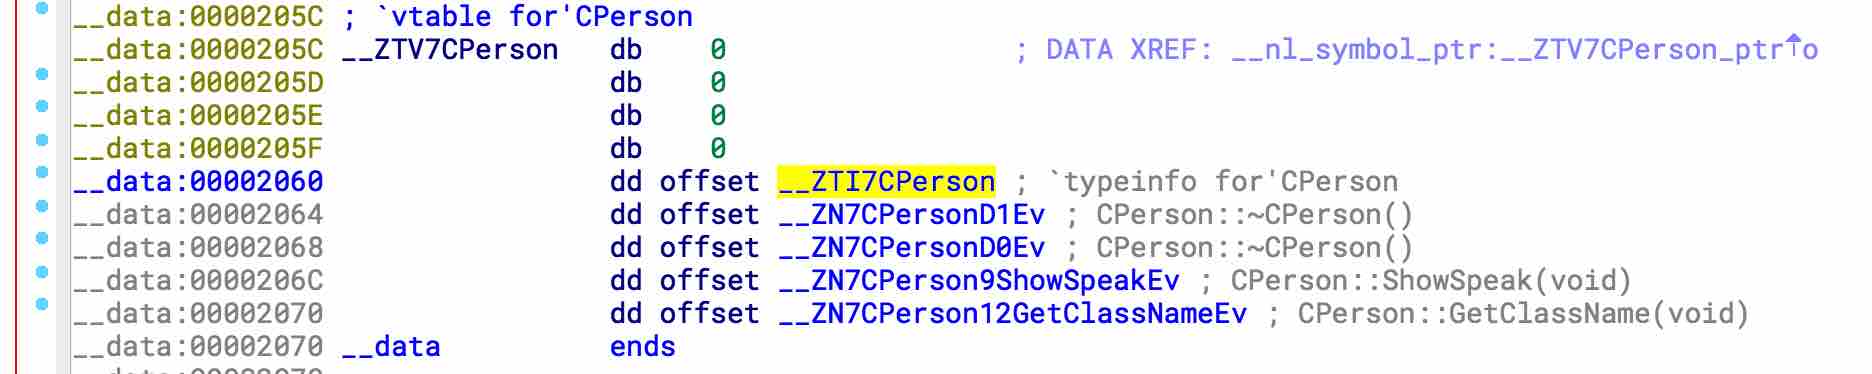 __data:0000205C ; `vtable for'CPerson
__data:0000205C __ZTV7CPerson db 0 ; DATA XREF: __nl_symbol_ptr:__ZTV7CPerson_ptr↑o
__data:0000205D db 0
__data:0000205E db 0
__data:0000205F db 0
__data:00002060 dd offset __ZTI7CPerson ; `typeinfo for'CPerson
__data:00002064 dd offset __ZN7CPersonD1Ev ; CPerson::~CPerson()
__data:00002068 dd offset __ZN7CPersonD0Ev ; CPerson::~CPerson()
__data:0000206C dd offset __ZN7CPerson9ShowSpeakEv ; CPerson::ShowSpeak(void)
__data:00002070 dd offset __ZN7CPerson12GetClassNameEv ; CPerson::GetClassName(void)
__data:00002070 __data ends